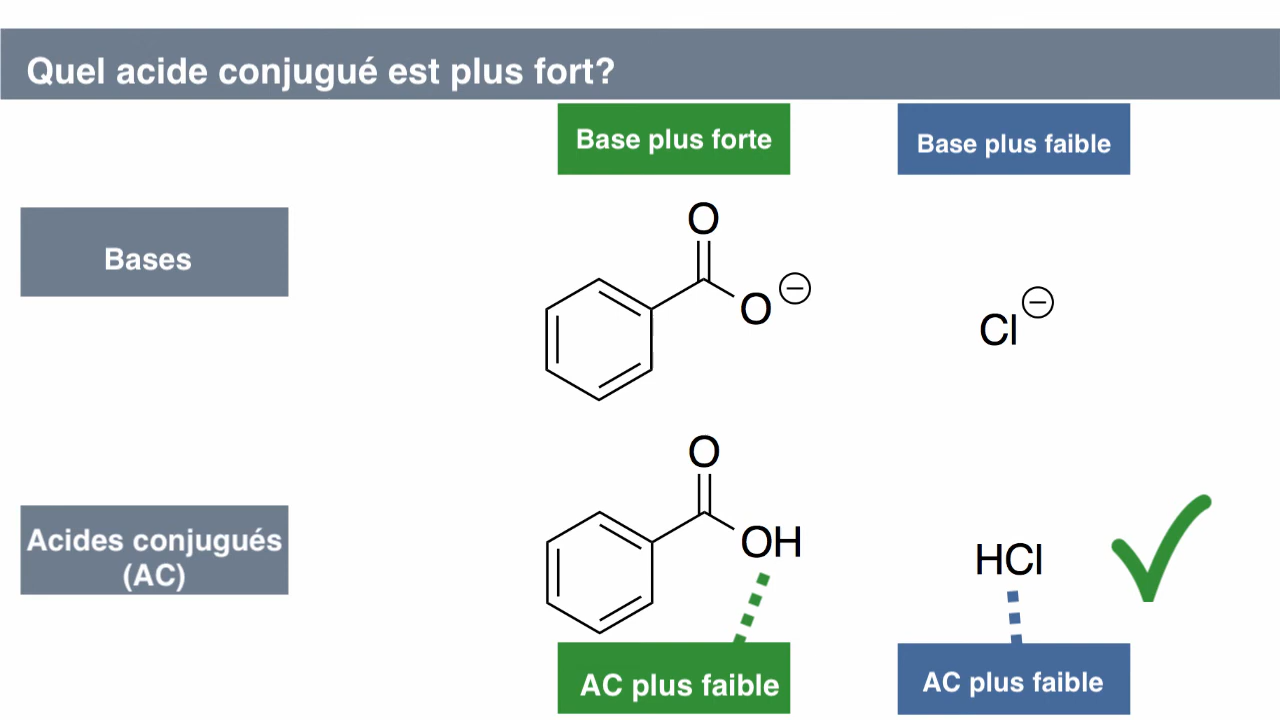 Quel acide conjugué est plus fort?
Base plus forte
Base plus faible
Bases
O
O⊖
Cl⊖
Acides conjugués
(AC)
O
OH
HCl
AC plus faible
AC plus faible